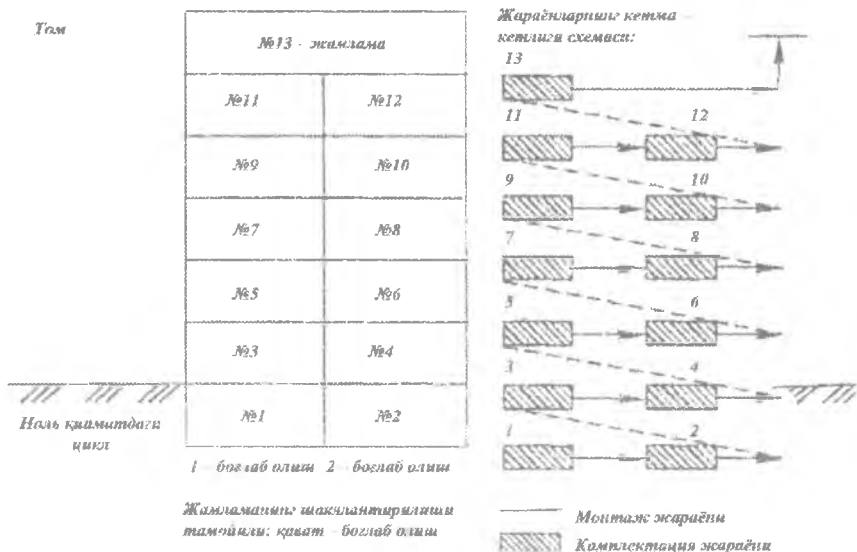 Том
№13 - жамлама
№11 №12
№9 №10
№7 №8
№5 №6
№3 №4
№1 №2
Ноль қийматдаги
цикл
1 - боғлаб олиш 2 - боғлаб олиш
Жамламанинг шакллантирилиши
тамойили: қават - боғлаб олиш
Жараёнларнинг кетма -
кетлиги схемаси:
13
11 12
9 10
7 8
5 6
3 4
1 2
Монтаж жараёни
Комплектация жараёни